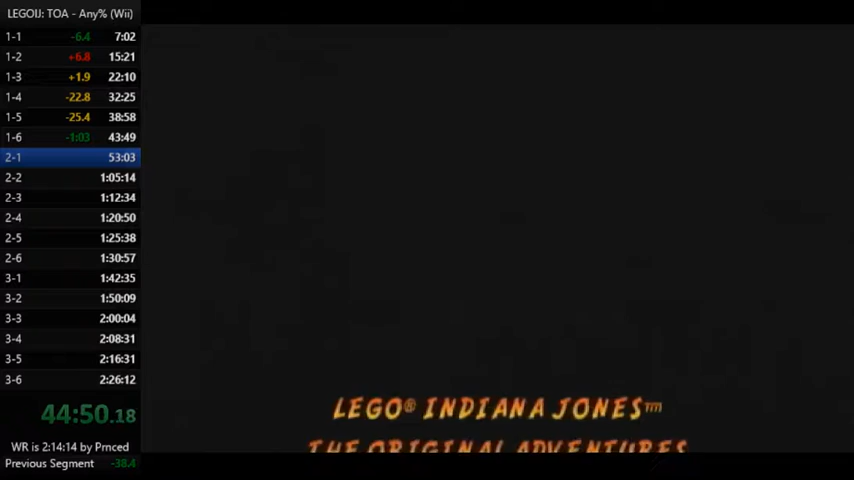 LEGOIJ: TOA - Any% (Wii)
1-1 -6.4 7:02
1-2 +6.8 15:21
1-3 +1.9 22:10
1-4 -22.8 32:25
1-5 -25.4 38:58
1-6 -1:03 43:49
2-1 53:03
2-2 1:05:14
2-3 1:12:34
2-4 1:20:50
2-5 1:25:38
2-6 1:30:57
3-1 1:42:35
3-2 1:50:09
3-3 2:00:04
3-4 2:08:31
3-5 2:16:31
3-6 2:26:12
44:50.18
WR is 2:14:14 by Prnced
Previous Segment -38.4
LEGO® INDIANA JONES™
THE ORIGINAL ADVENTURES